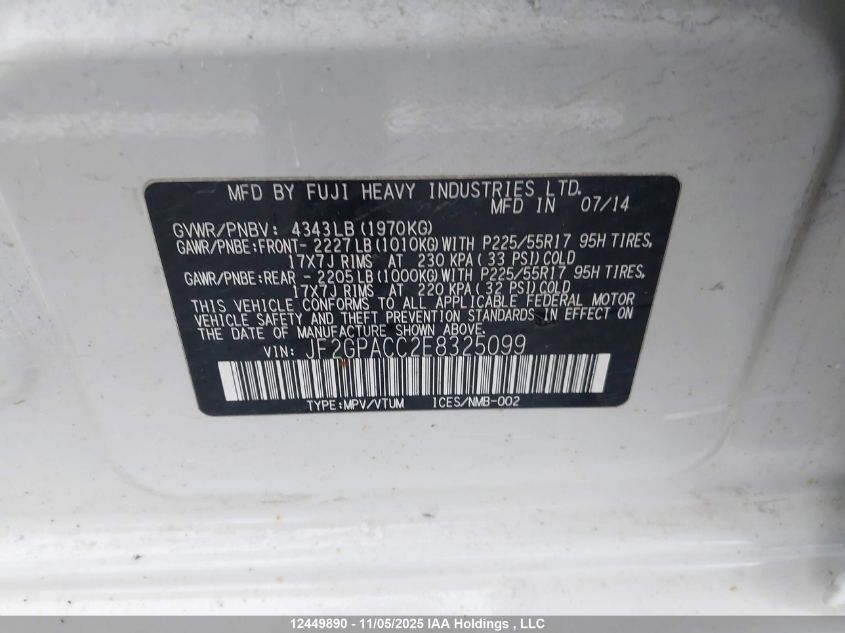 MFD BY FUJI HEAVY INDUSTRIES LTD.
MFD IN 07/14
GVWR/PNBV: 4343LB(1970KG)
GAWR/PNBE:FRONT- 2227LB(1010KG)WITH P225/55R17 95H TIRES,
17X7J RIMS AT 230 KPA( 33 PSI)COLD
GAWR/PNBE:REAR - 2205LB(1000KG)WITH P225/55R17 95H TIRES,
17X7J RIMS AT 220 KPA( 32 PSI)COLD
THIS VEHICLE CONFORMS TO ALL APPLICABLE FEDERAL MOTOR
VEHICLE SAFETY AND THEFT PREVENTION STANDARDS IN EFFECT ON
THE DATE OF MANUFACTURE SHOWN ABOVE.
VIN: JF2GPACC2E8325099
TYPE:MPV/VTUM ICES/NMB-002
12449890 - 11/05/2025 IAA Holdings , LLC